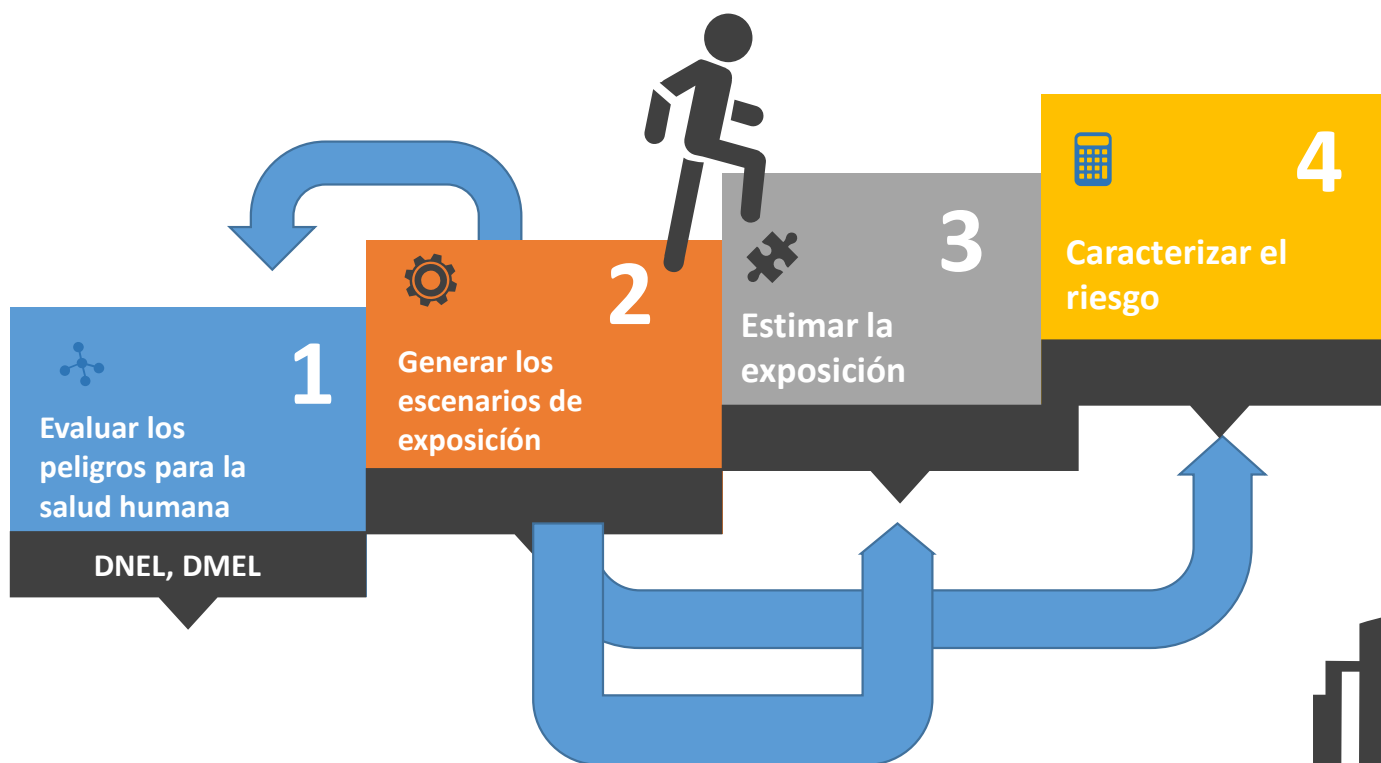 1
Evaluar los
peligros para la
salud humana
DNEL, DMEL
2
Generar los
escenarios de
exposicíón
3
Estimar la
exposición
4
Caracterizar el
riesgo